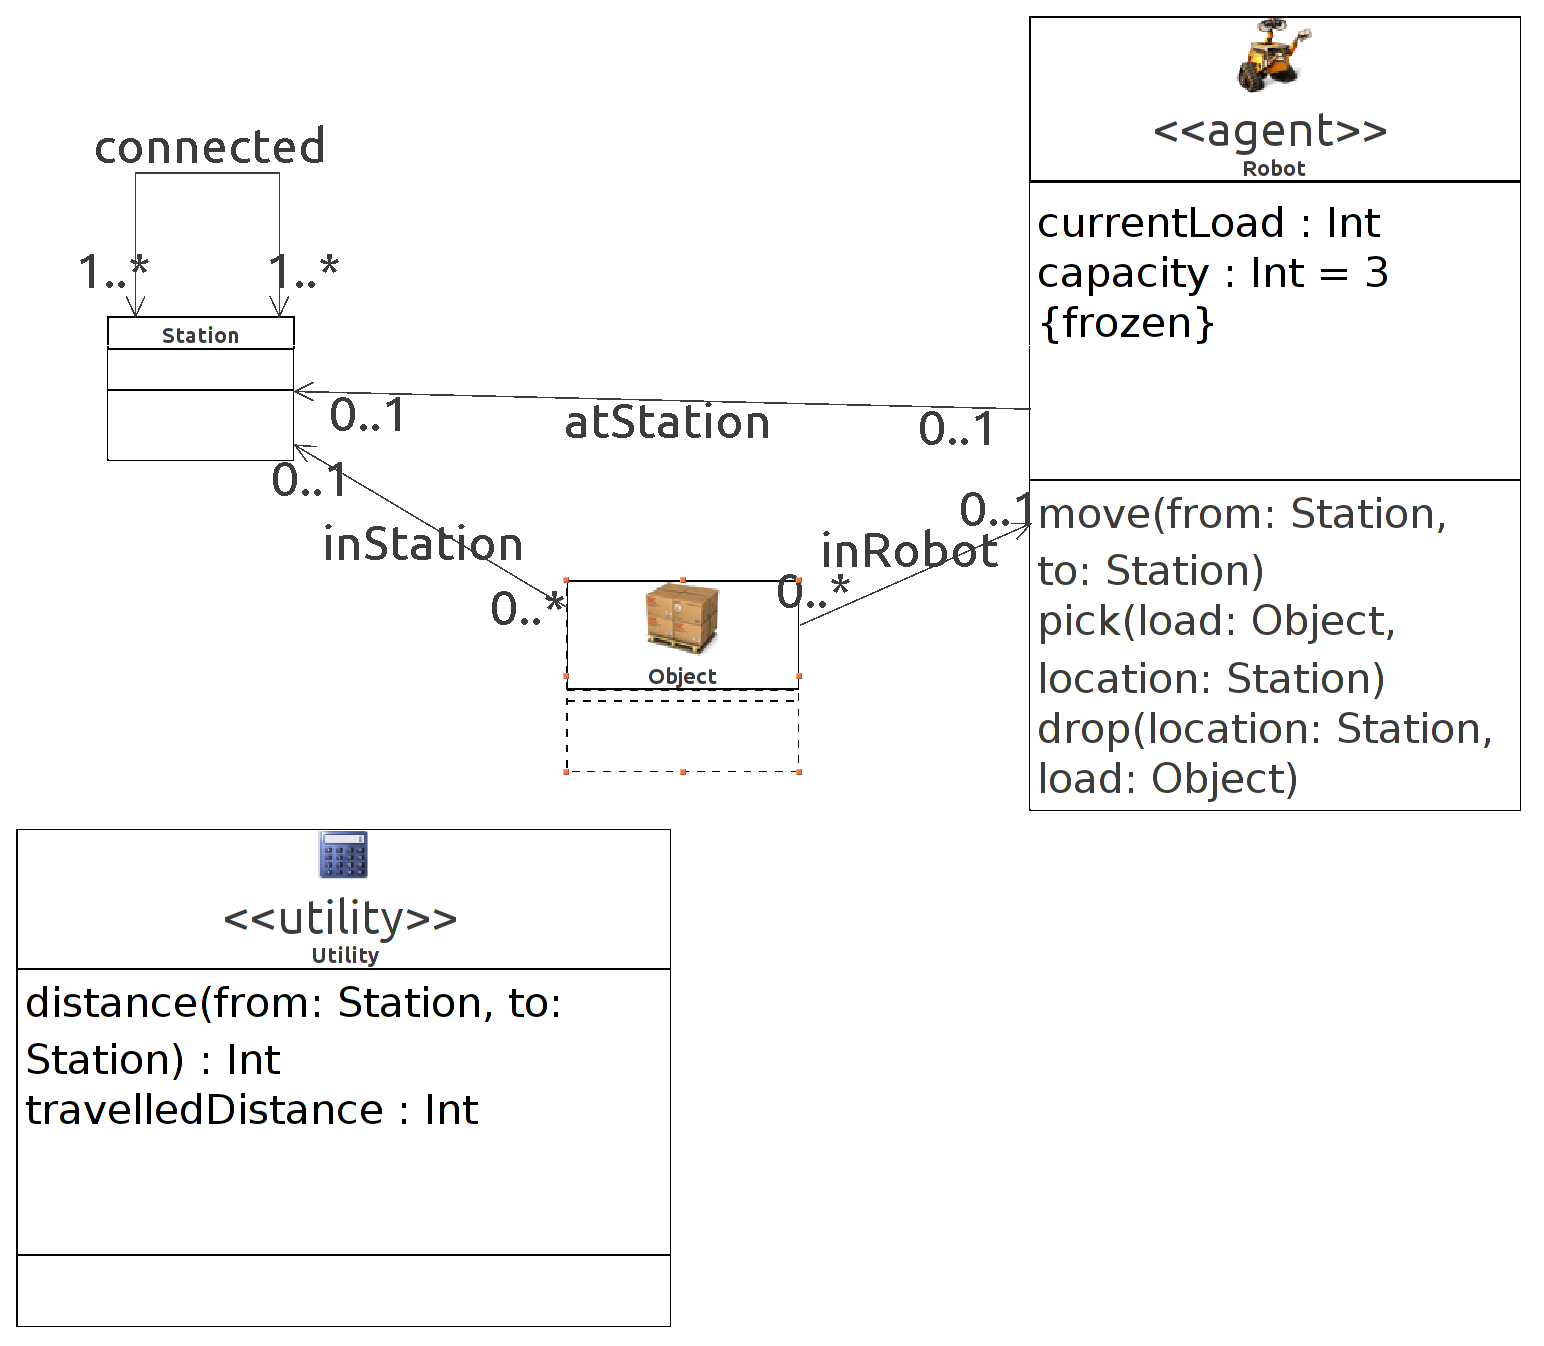 <<agent>>
Robot
currentLoad : Int
capacity : Int = 3
{frozen}
move(from: Station,
to: Station)
pick(load: Object,
location: Station)
drop(location: Station,
load: Object)
connected
1..*
1..*
Station
0..1
atStation
0..1
0..1
inStation
0..*
0..1
inRobot
0..*
Object
<<utility>>
Utility
distance(from: Station, to:
Station) : Int
travelledDistance : Int